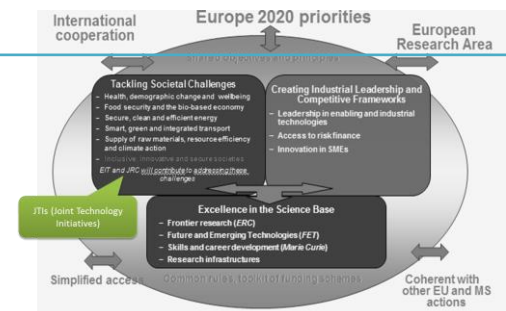 International
cooperation
Europe 2020 priorities
European
Research Area
Shared objectives and principles
Tackling Societal Challenges
– Health, demographic change and wellbeing
– Food security and the bio-based economy
– Secure, clean and efficient energy
– Smart, green and integrated transport
– Supply of raw materials, resource efficiency
and climate action
– Inclusive, innovative and secure societies
EIT and JRC will contribute to addressing these
challenges
Creating Industrial Leadership and
Competitive Frameworks
– Leadership in enabling and industrial
technologies
– Access to risk finance
– Innovation in SMEs
JTIs (Joint Technology
Initiatives)
Excellence in the Science Base
– Frontier research (ERC)
– Future and Emerging Technologies (FET)
– Skills and career development (Marie Curie)
– Research infrastructures
Simplified access
Common rules, toolkit of funding schemes
Coherent with
other EU and MS
actions